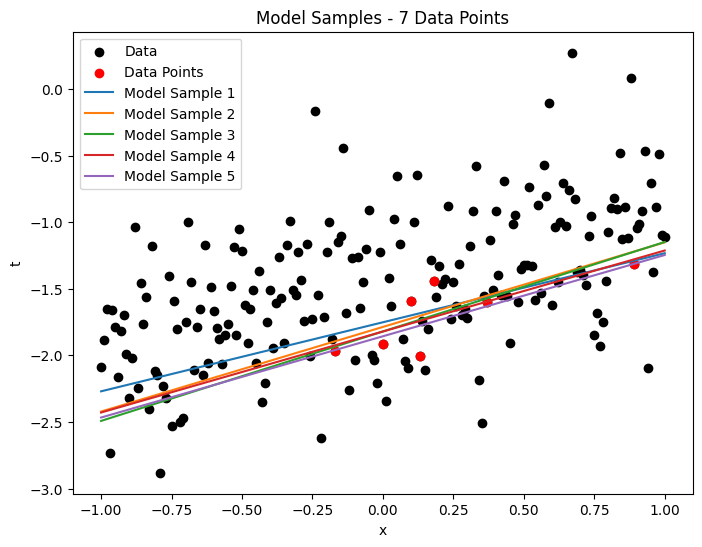 Model Samples - 7 Data Points
Data
Data Points
Model Sample 1
Model Sample 2
Model Sample 3
Model Sample 4
Model Sample 5
0.0
−0.5
−1.0
−1.5
−2.0
−2.5
−3.0
t
−1.00 −0.75 −0.50 −0.25 0.00 0.25 0.50 0.75 1.00
x